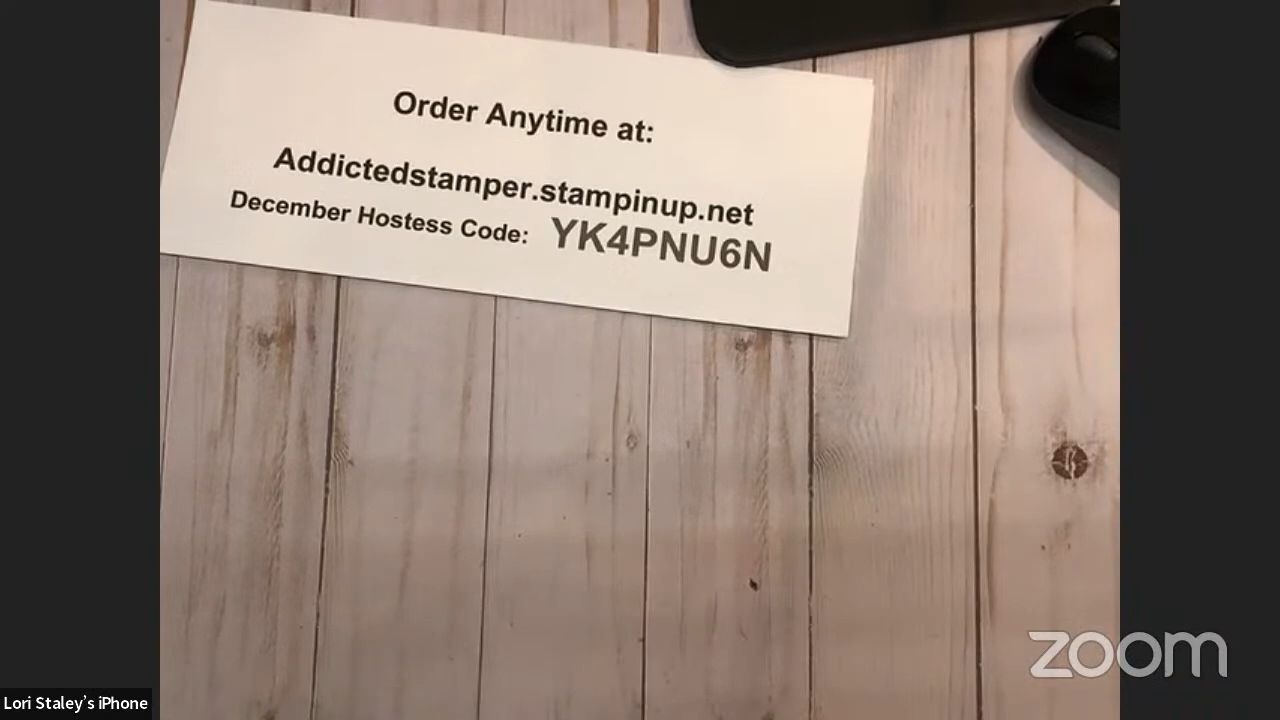 Order Anytime at:
Addictedstamper.stampinup.net
December Hostess Code: YK4PNU6N
zoom
Lori Staley's iPhone